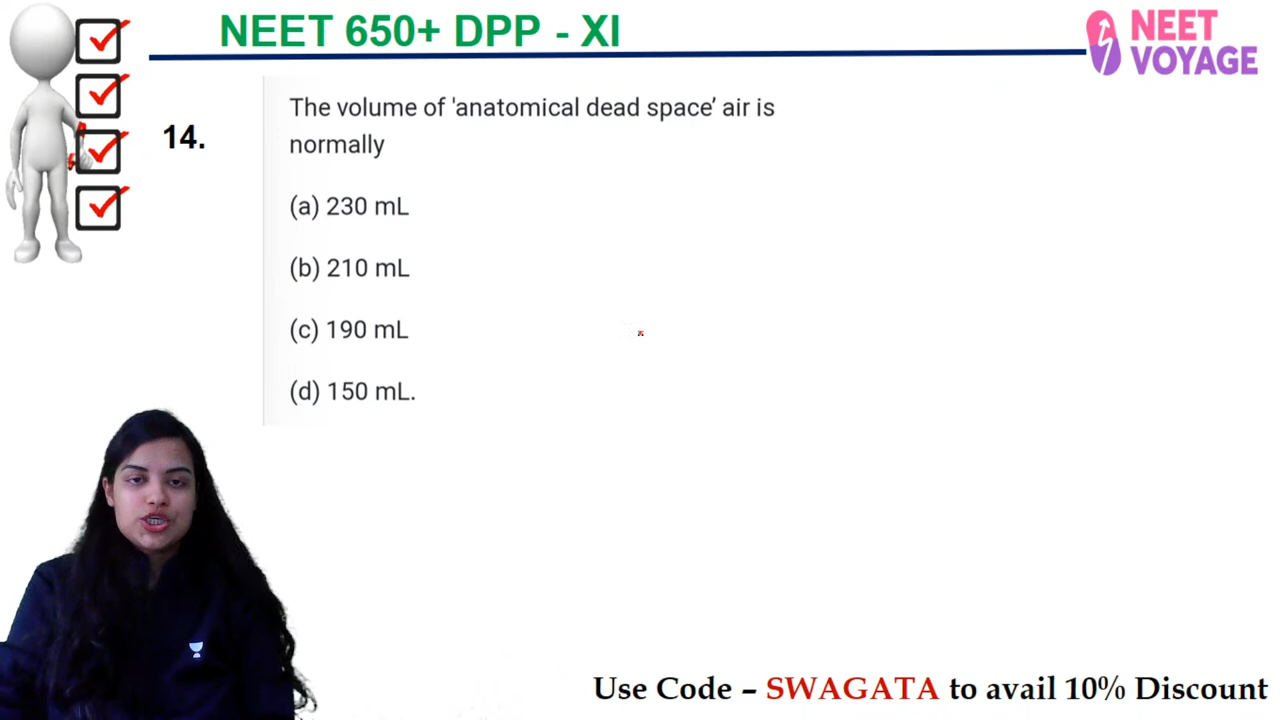 NEET 650+ DPP - XI
NEET
VOYAGE
14.
The volume of 'anatomical dead space’ air is
normally
(a) 230 mL
(b) 210 mL
(c) 190 mL
(d) 150 mL.
Use Code – SWAGATA to avail 10% Discount